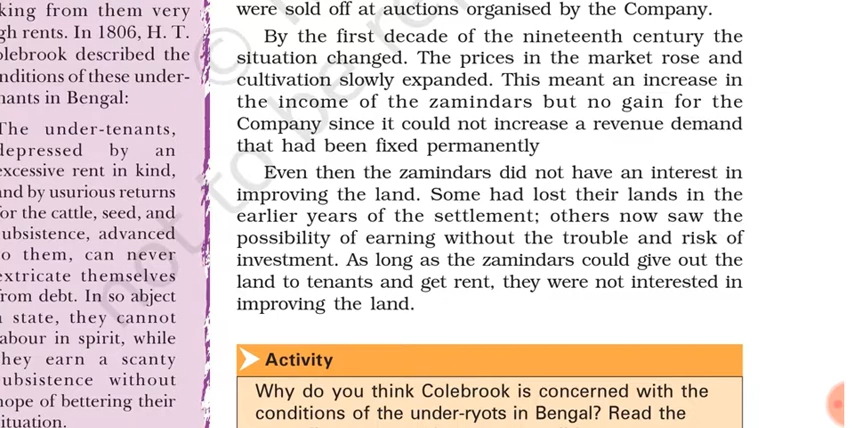 king from them very
gh rents. In 1806, H. T.
olebrook described the
nditions of these under-
nants in Bengal:
The under-tenants,
depressed by an
excessive rent in kind,
and by usurious returns
for the cattle, seed, and
ubsistence, advanced
o them, can never
extricate themselves
from debt. In so abject
a state, they cannot
labour in spirit, while
they earn a scanty
ubsistence without
hope of bettering their
ituation.
were sold off at auctions organised by the Company.
By the first decade of the nineteenth century the
situation changed. The prices in the market rose and
cultivation slowly expanded. This meant an increase in
the income of the zamindars but no gain for the
Company since it could not increase a revenue demand
that had been fixed permanently
Even then the zamindars did not have an interest in
improving the land. Some had lost their lands in the
earlier years of the settlement; others now saw the
possibility of earning without the trouble and risk of
investment. As long as the zamindars could give out the
land to tenants and get rent, they were not interested in
improving the land.
Activity
Why do you think Colebrook is concerned with the
conditions of the under-ryots in Bengal? Read the
© 
not to be re